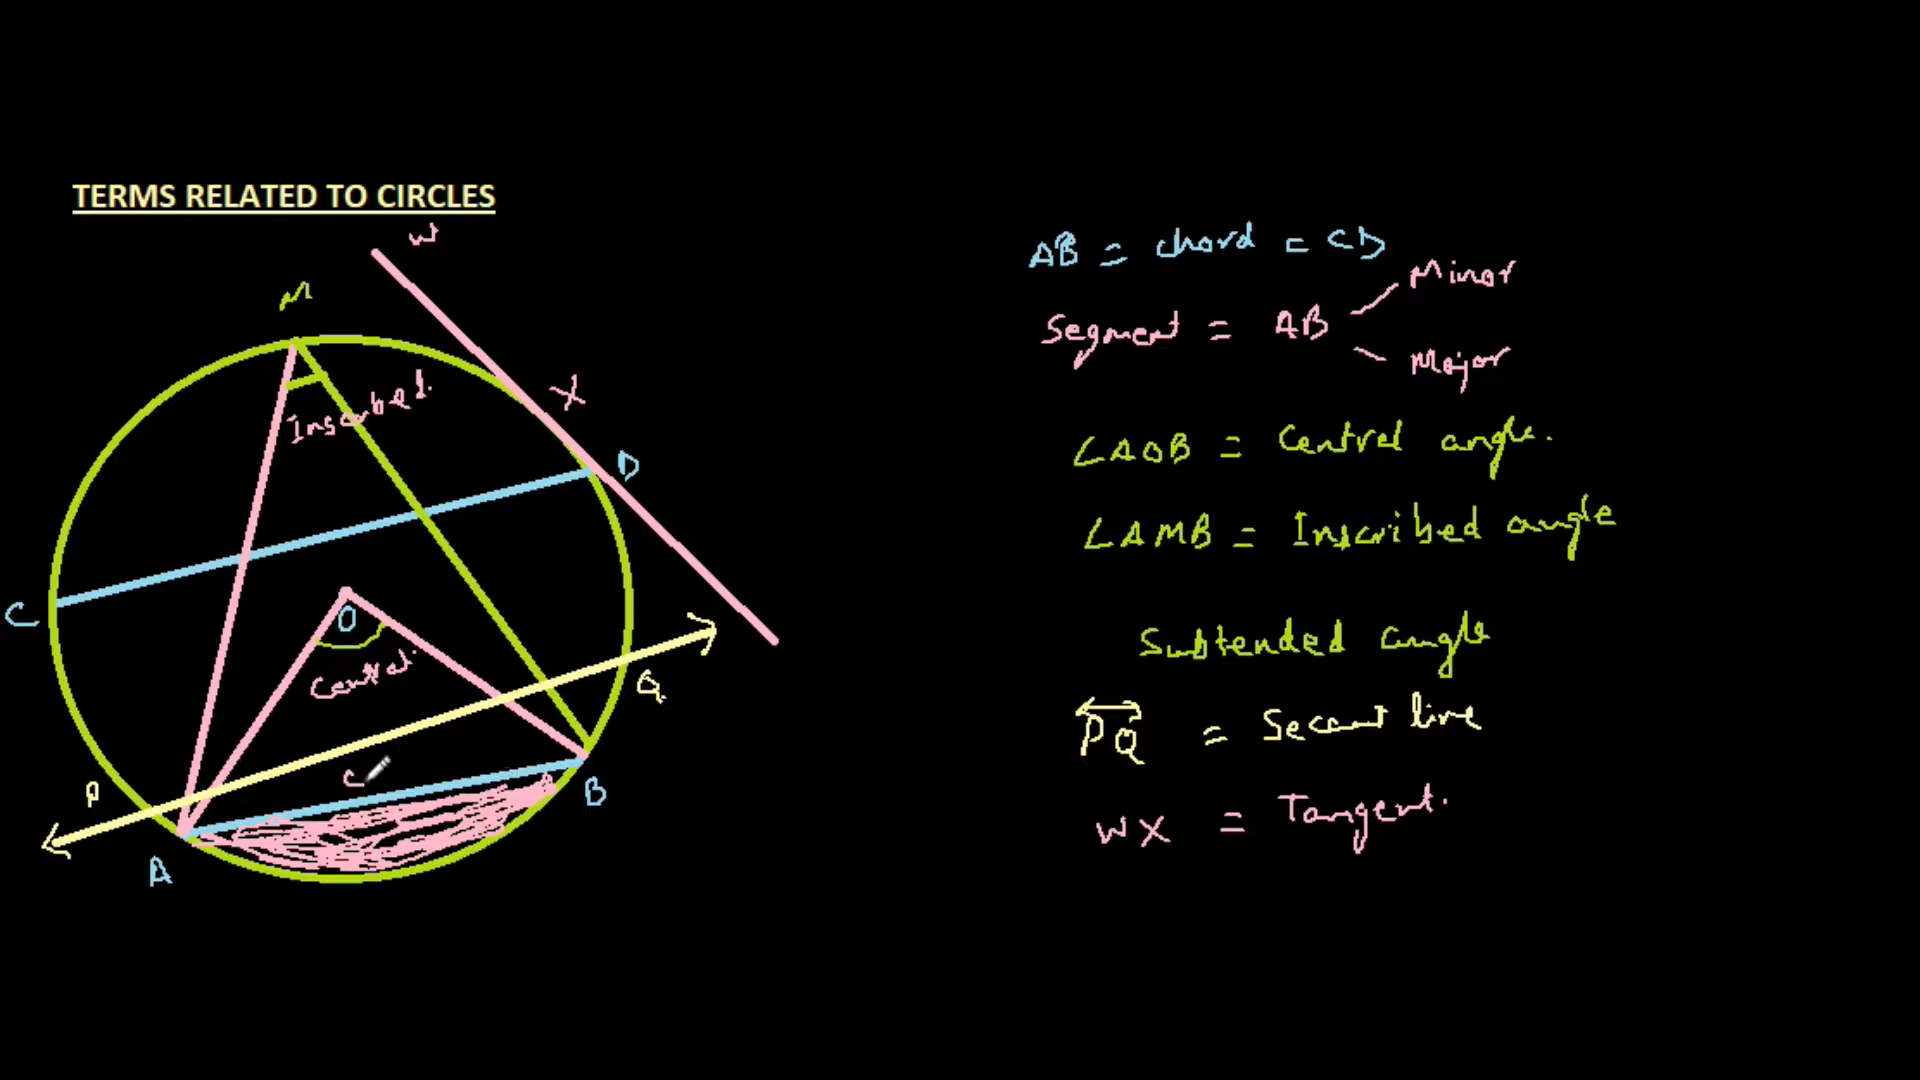 TERMS RELATED TO CIRCLES
W
M
X
Inscribed.
D
C
O
Central.
Q
P
C
B
A
AB = chord = CD
Minor
Segment = AB
Major
∠AOB = Central angle.
∠AMB = Inscribed angle
Subtended angle
PQ = Secant line
WX = Tangent.